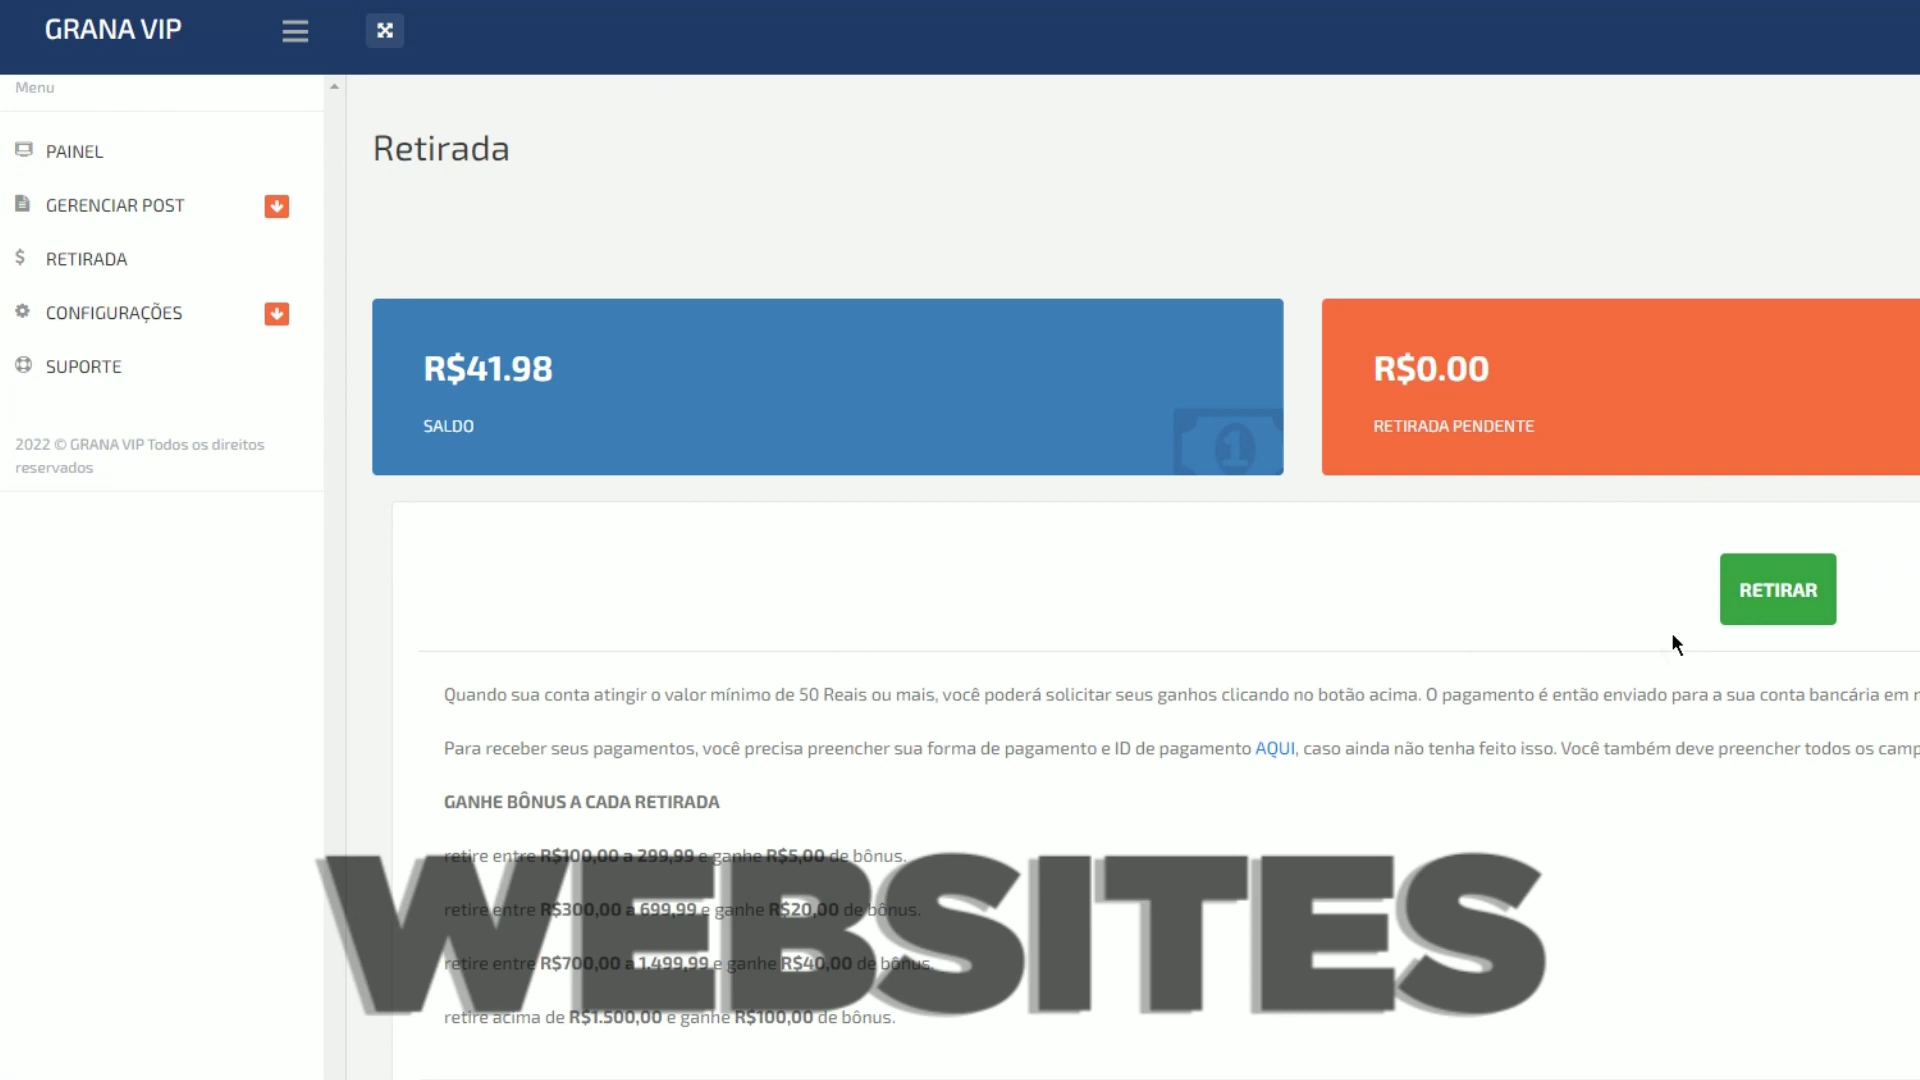 GRANA VIP
Menu
PAINEL
GERENCIAR POST
RETIRADA
CONFIGURAÇÕES
SUPORTE
2022 © GRANA VIP Todos os direitos
reservados
Retirada
R$41.98
SALDO
R$0.00
RETIRADA PENDENTE
RETIRAR
Quando sua conta atingir o valor mínimo de 50 Reais ou mais, você poderá solicitar seus ganhos clicando no botão acima. O pagamento é então enviado para a sua conta bancária em
Para receber seus pagamentos, você precisa preencher sua forma de pagamento e ID de pagamento AQUI, caso ainda não tenha feito isso. Você também deve preencher todos os
GANHE BÔNUS A CADA RETIRADA
retire entre R$100,00 a 299,99 e ganhe R$5,00 de bônus.
retire entre R$300,00 a 699,99 e ganhe R$20,00 de bônus.
retire entre R$700,00 a 1.499,99 e ganhe R$40,00 de bônus.
retire acima de R$1.500,00 e ganhe R$100,00 de bônus.
WEBSITES